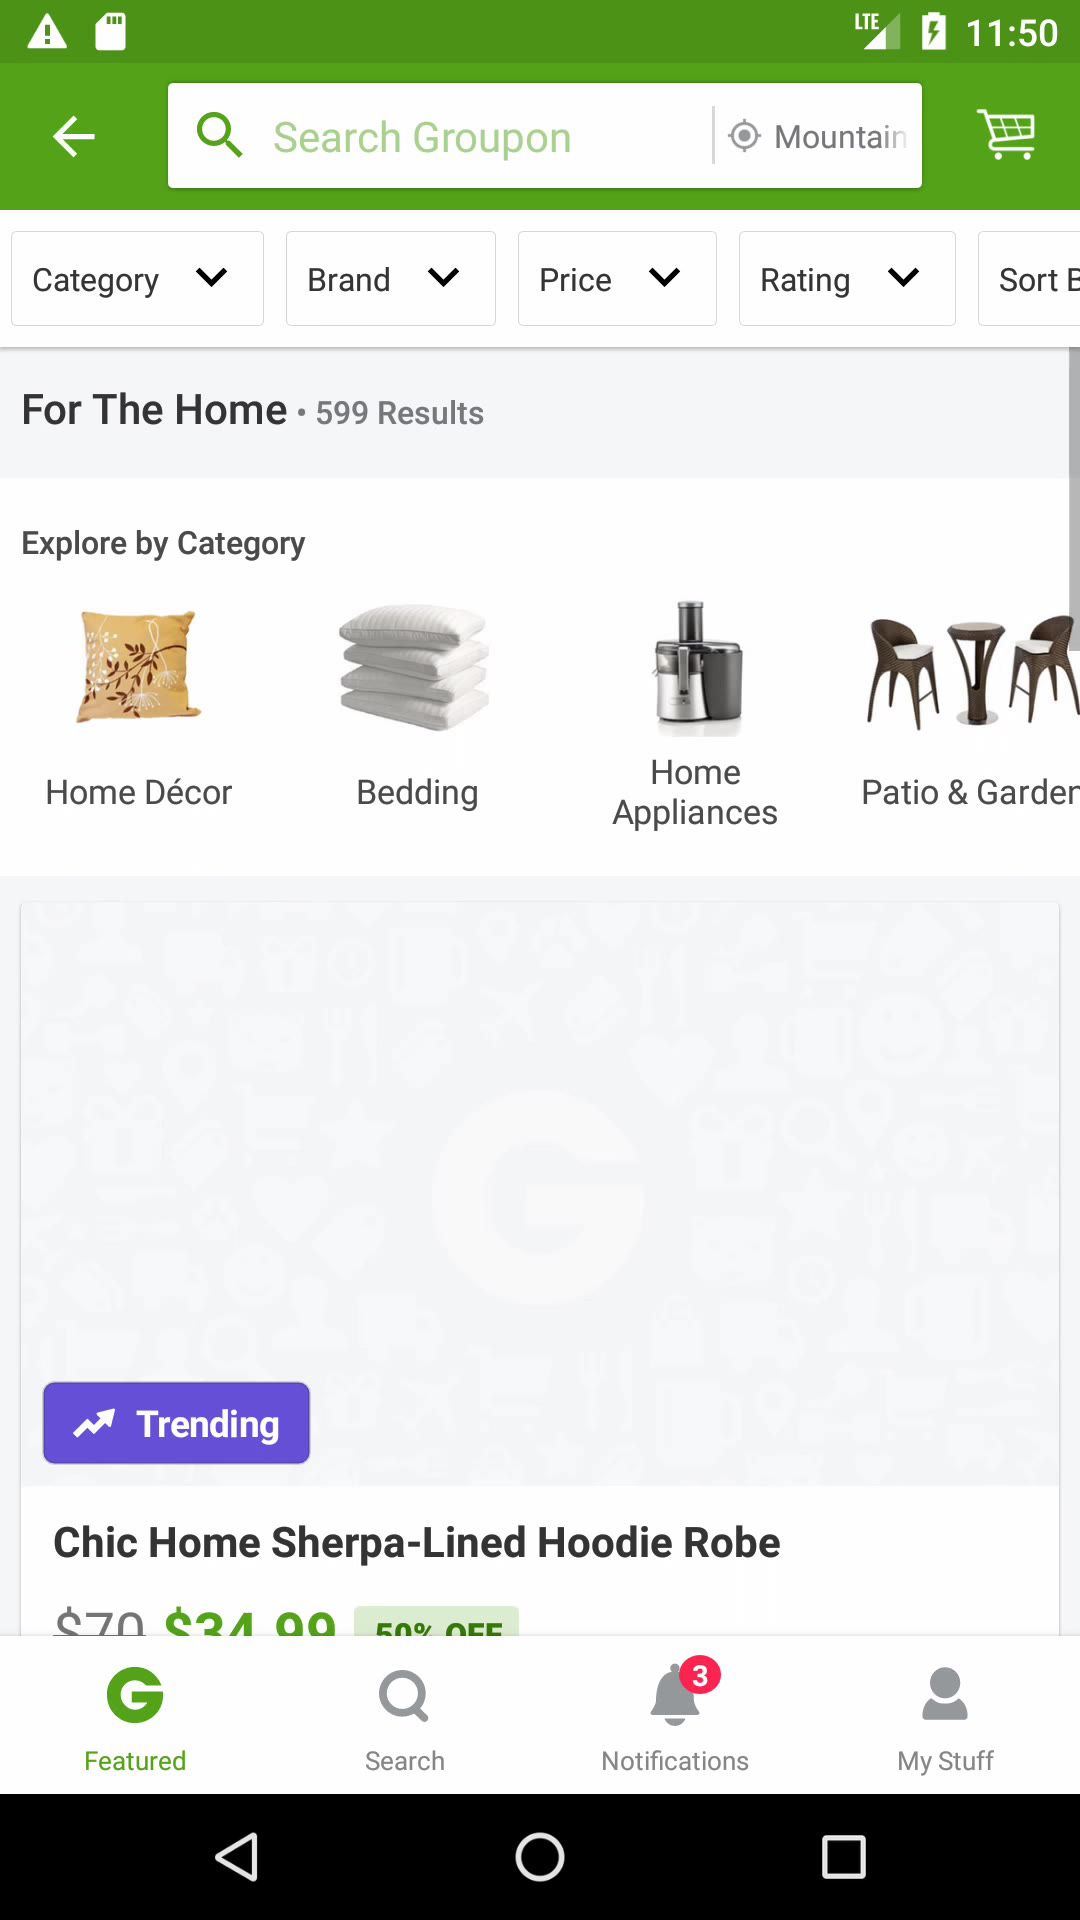 LTE 11:50
Search Groupon Mountain
Category Brand Price Rating Sort B
For The Home • 599 Results
Explore by Category
Home Décor
Bedding
Home
Appliances
Patio & Garden
G
Trending
Chic Home Sherpa-Lined Hoodie Robe
$70 $34.99 50% OFF
G
3
Featured Search Notifications My Stuff